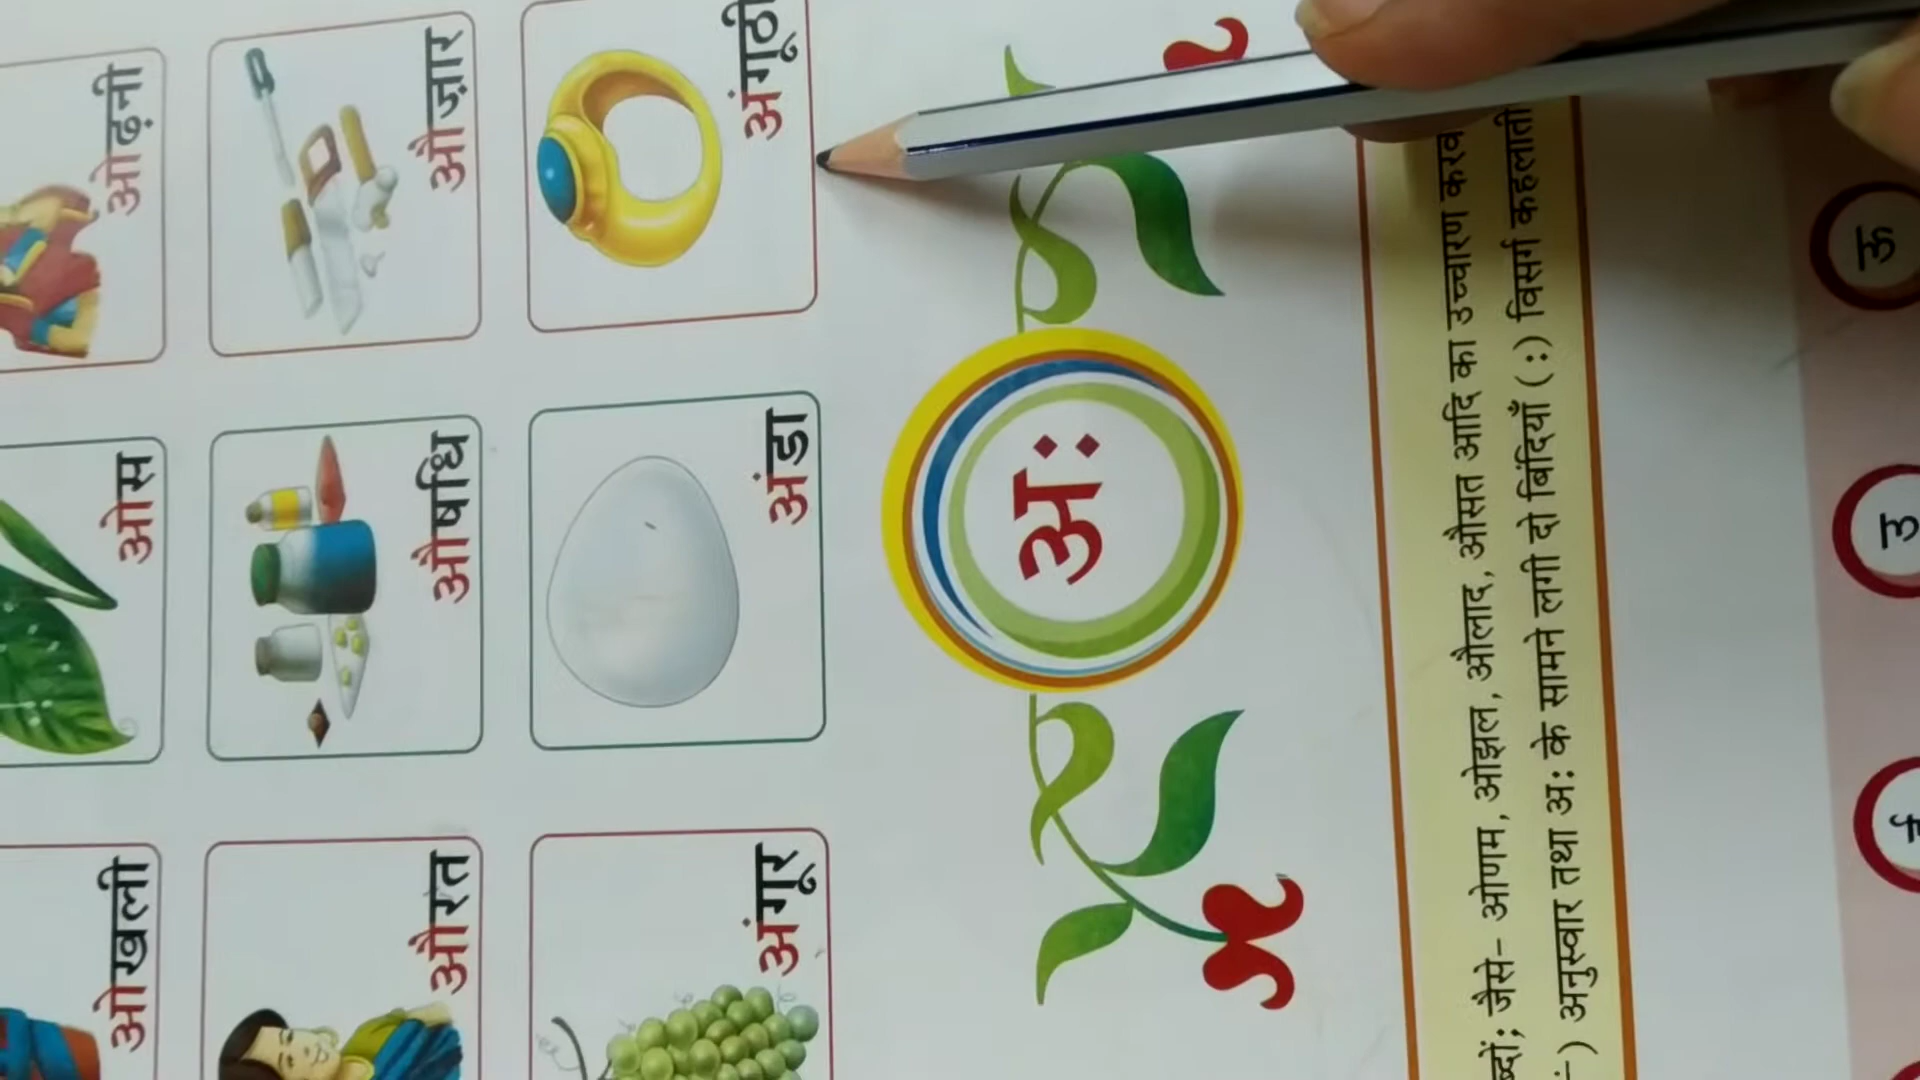 ओखली ओस ओढ़नी
औरत औषधि औज़ार
अंगूर अंडा अंगूठी
अः
जैसे- ओणम, ओझल, औलाद, औसत आदि का उच्चारण
अनुस्वार तथा अः के सामने लगी दो बिंदियाँ (:) विसर्ग कहलाती
उ ऊ